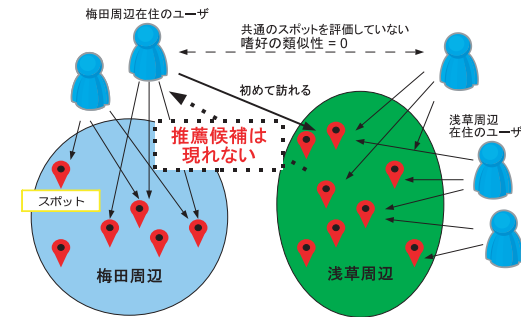 梅田周辺在住のユーザ
共通のスポットを評価していない
嗜好の類似性 = 0
初めて訪れる
推薦候補は
現れない
浅草周辺
在住のユーザ
スポット
梅田周辺
浅草周辺